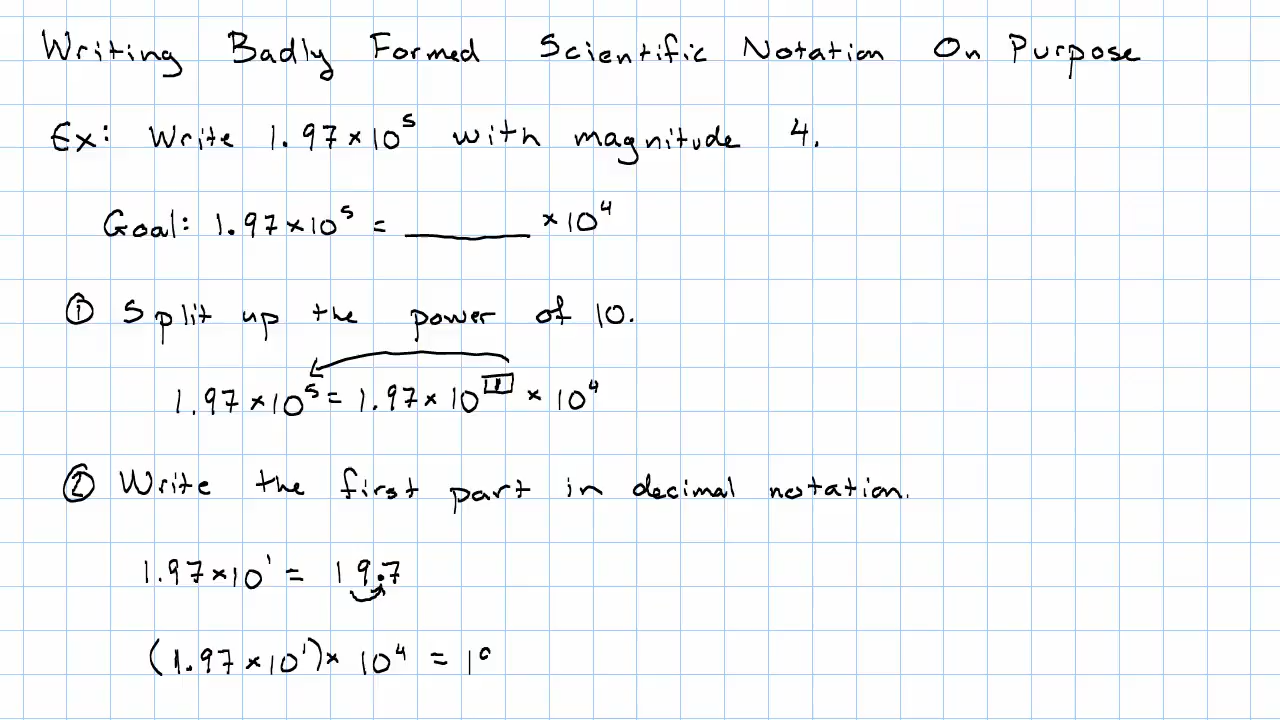 Writing Badly Formed Scientific Notation On Purpose
Ex: Write 1.97×10⁵ with magnitude 4.
Goal: 1.97×10⁵ = ______ ×10⁴
① Split up the power of 10.
1.97×10⁵ = 1.97×10¹ × 10⁴
② Write the first part in decimal notation.
1.97×10¹ = 19.7
(1.97×10¹)× 10⁴ = 1